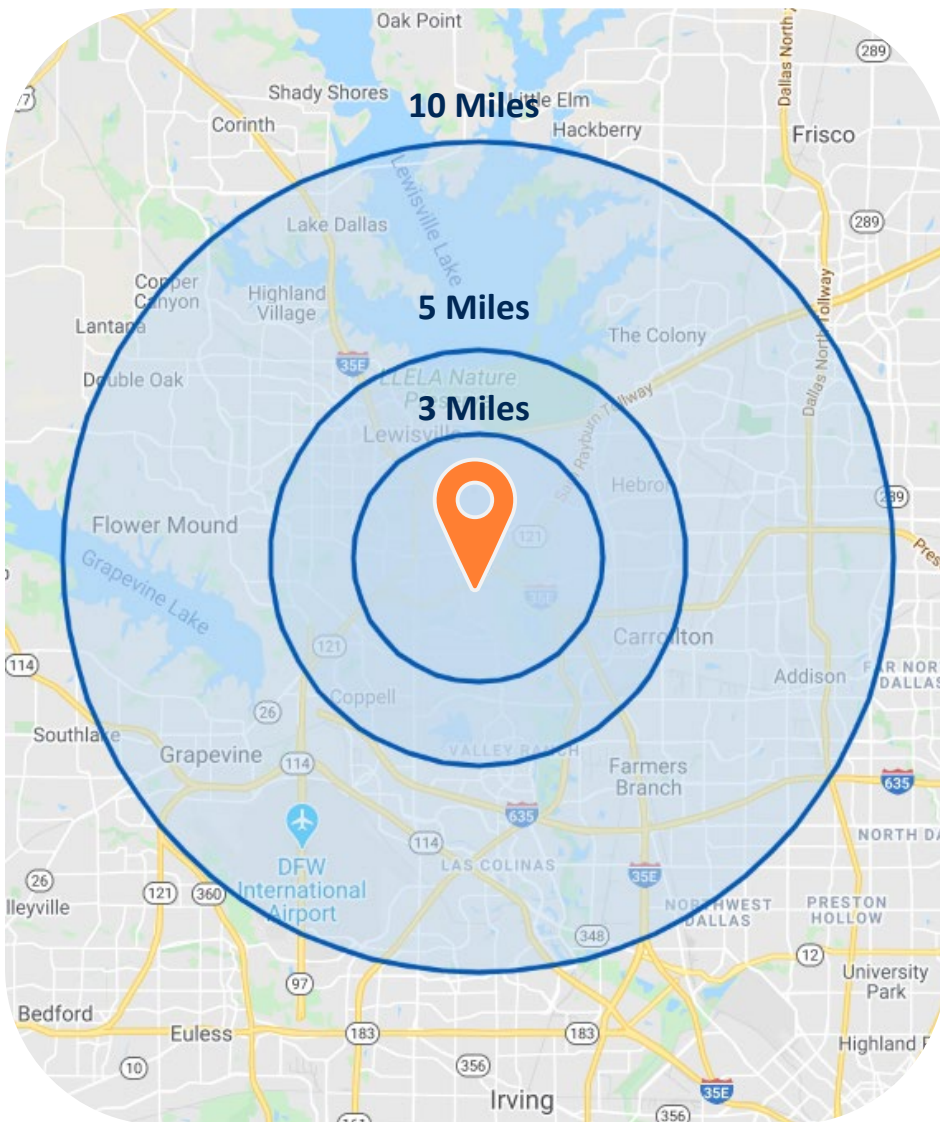 Oak Point
289
Shady Shores
Little Elm
10 Miles
Dallas North T
Corinth
Hackberry
Frisco
Lewisville Lake
Lake Dallas
289
Copper
Canyon
Highland
Village
5 Miles
Lantana
The Colony
Dallas North Tollway
35E
Double Oak
LLELA Nature
3 Miles
Lewisville
Sam Rayburn Tollway
Hebron
289
Flower Mound
121
Pres
Grapevine Lake
121
Carrollton
114
Addison
FAR NOR
DALLAS
Coppell
26
Southlake
Grapevine
114
VALLEY RANCH
Farmers
Branch
635
635
114
NORTH DA
DFW
International
Airport
LAS COLINAS
35E
26
121
360
lleyville
NORTHWEST
DALLAS
PRESTON
HOLLOW
348
12
97
University
Park
Bedford
Euless
183
183
Highland P
10
356
Irving
35E
356
161